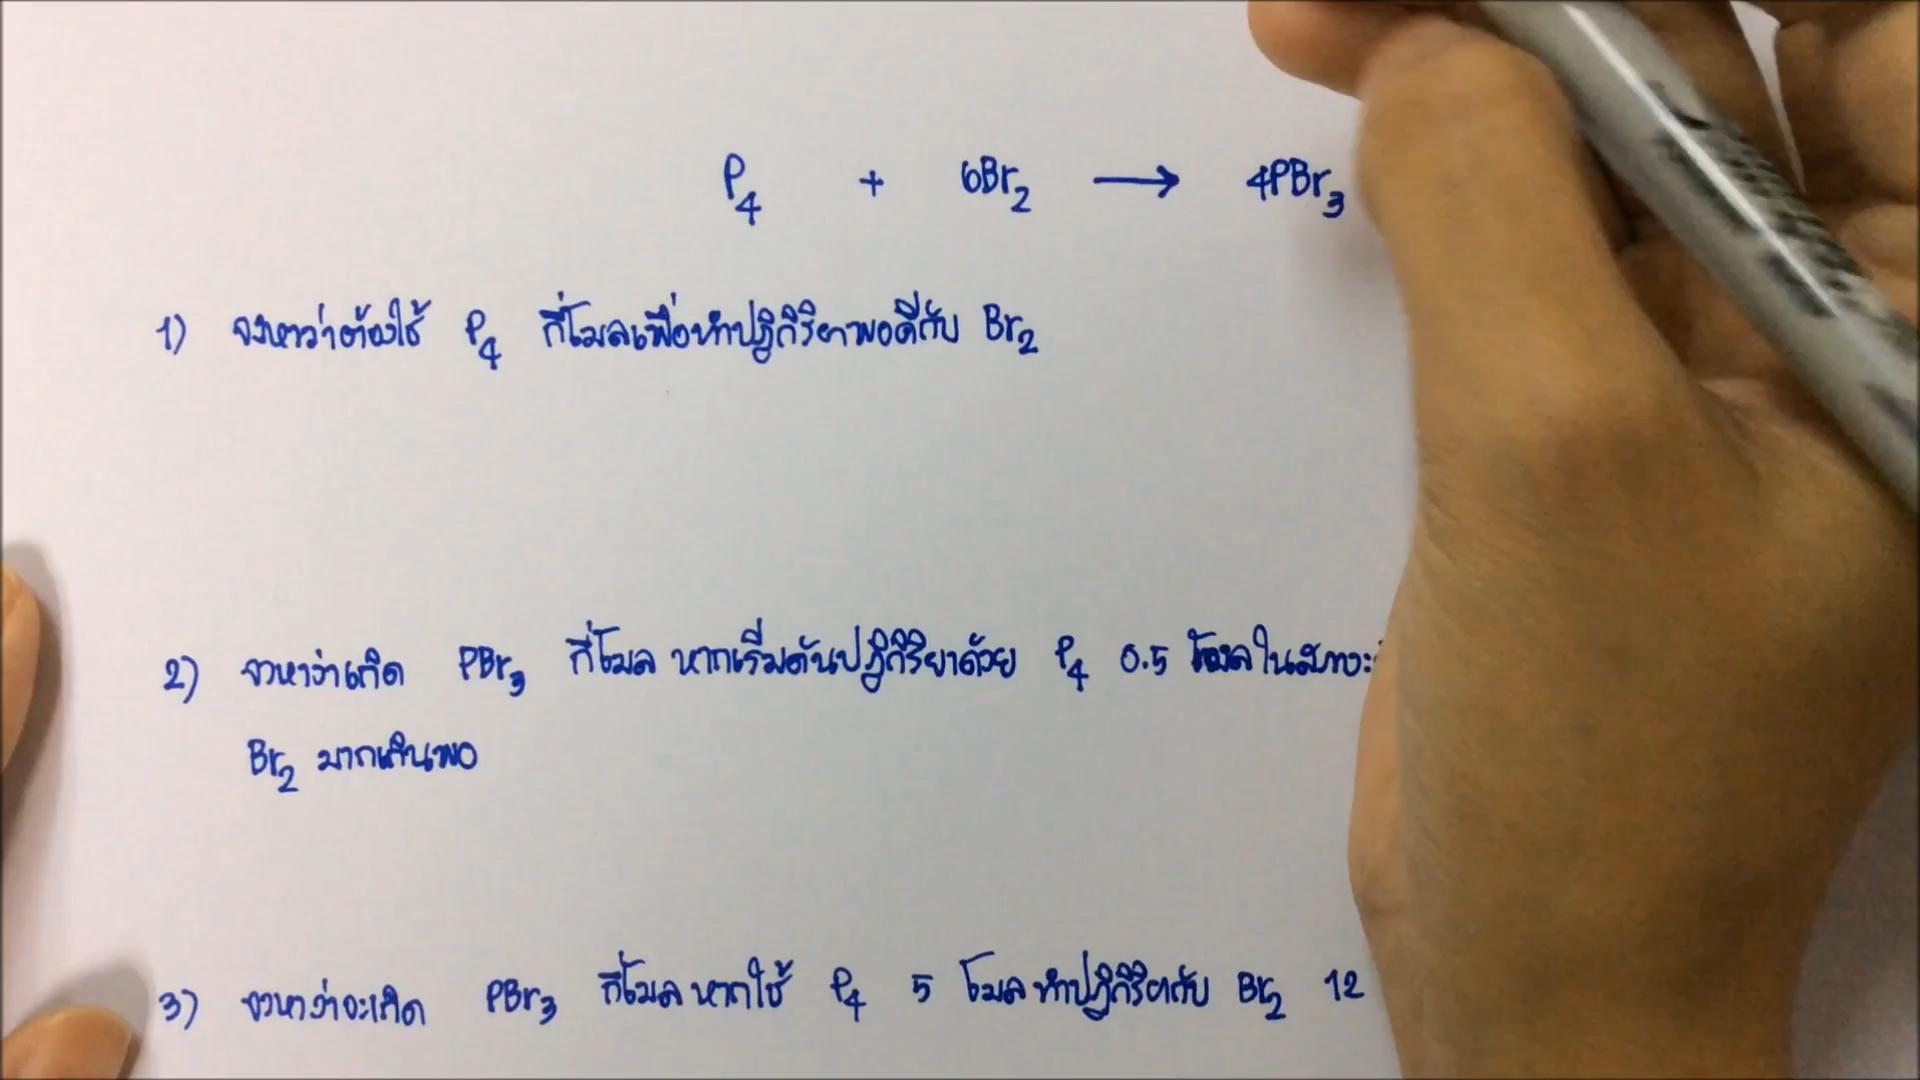 P₄ + 6Br₂ ⟶ 4PBr₃
1) จงหาว่าต้องใช้ P₄ กี่โมลเพื่อทำปฏิกิริยาพอดีกับ Br₂
2) จงหาว่าเกิด PBr₃ กี่โมล หากเริ่มต้นปฏิกิริยาด้วย P₄ 0.5 โมลในสภาวะ
Br₂ มากเกินพอ
3) จงหาว่าจะเกิด PBr₃ กี่โมล หากใช้ P₄ 5 โมล ทำปฏิกิริยากับ Br₂ 12